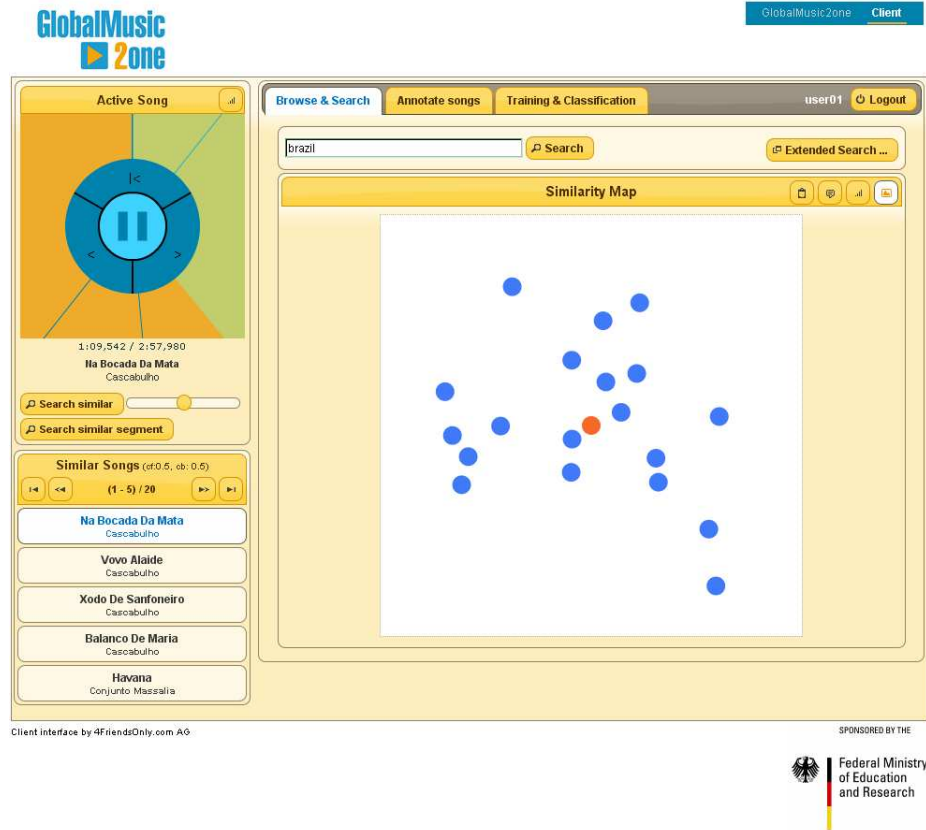 GlobalMusic
2one
GlobalMusic2one Client
Active Song
|<
< >
1:09,542 / 2:57,980
Na Bocada Da Mata
Cascabulho
Search similar
Search similar segment
Similar Songs (cf:0.5, cb: 0.5)
(1 - 5) / 20
Na Bocada Da Mata
Cascabulho
Vovo Alaide
Cascabulho
Xodo De Sanfoneiro
Cascabulho
Balanco De Maria
Cascabulho
Havana
Conjunto Massalia
Browse & Search Annotate songs Training & Classification user01 Logout
brazil Search Extended Search ...
Similarity Map
Client interface by 4FriendsOnly.com AG
SPONSORED BY THE
Federal Ministry
of Education
and Research